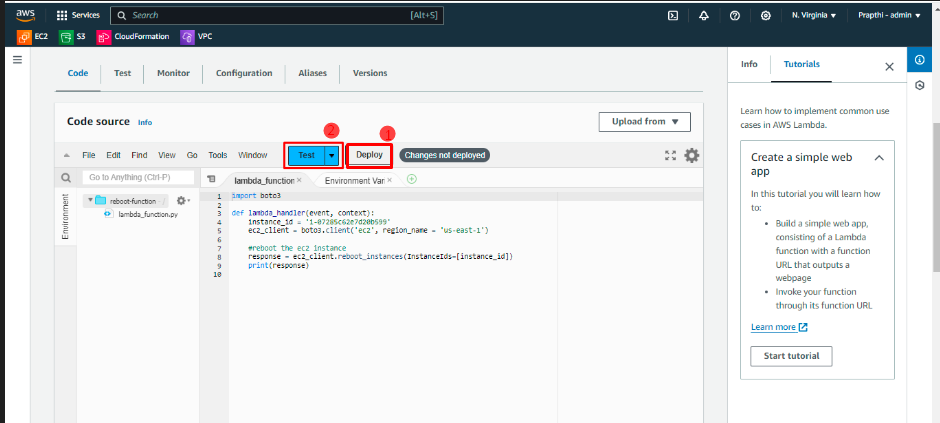 aws Services Search [Alt+S] N. Virginia Prapthi - admin
EC2 S3 CloudFormation VPC
Code Test Monitor Configuration Aliases Versions
Code source Info
Upload from
2 1
File Edit Find View Go Tools Window Test Deploy Changes not deployed
Go to Anything (Ctrl-P)
lambda_function Environment Var
Environment
reboot-function /
lambda_function.py
1 import boto3
2
3 def lambda_handler(event, context):
4 instance_id = 'i-07285c62e7d20b599'
5 ec2_client = boto3.client('ec2', region_name = 'us-east-1')
6
7 #reboot the ec2 instance
8 response = ec2_client.reboot_instances(InstanceIds=[instance_id])
9 print(response)
10
Info Tutorials
Learn how to implement common use
cases in AWS Lambda.
Create a simple web
app
In this tutorial you will learn how
to:
• Build a simple web app,
consisting of a Lambda
function with a function
URL that outputs a
webpage
• Invoke your function
through its function URL
Learn more
Start tutorial